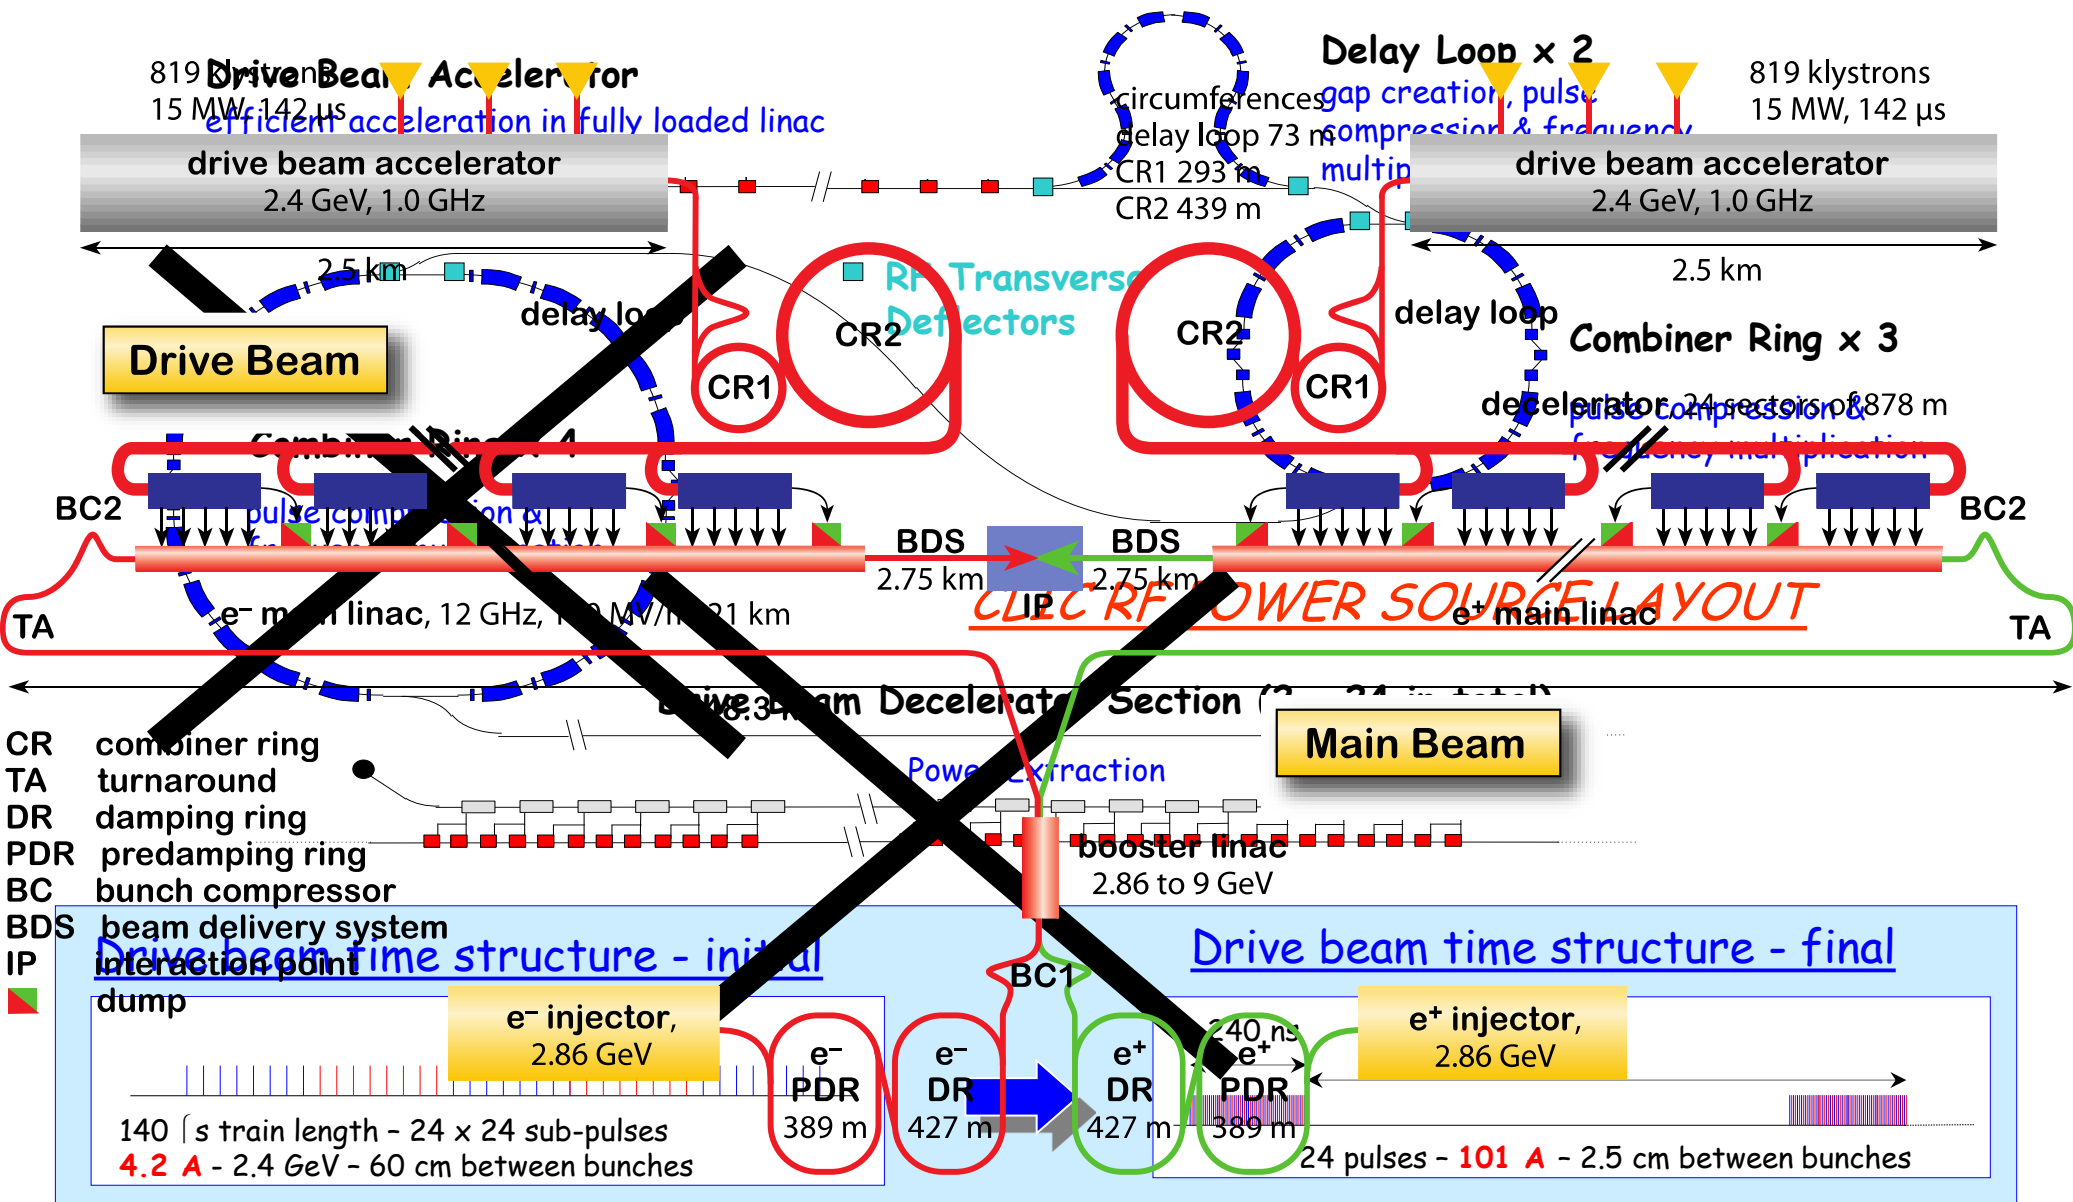 819 klystrons
15 MW, 142 µs
Drive Beam Accelerator
efficient acceleration in fully loaded linac
drive beam accelerator
2.4 GeV, 1.0 GHz
2.5 km
circumferences
delay loop 73 m
CR1 293 m
CR2 439 m
Delay Loop x 2
gap creation, pulse
compression & frequency
819 klystrons
15 MW, 142 µs
drive beam accelerator
2.4 GeV, 1.0 GHz
2.5 km
delay loop
RF Transverse
Deflectors
CR2
CR1
CR2
CR1
delay loop
Combiner Ring x 3
pulse compression &
frequency multiplication
decelerator, 24 sectors of 878 m
Drive Beam
Combiner Ring x 4
pulse compression &
BC2
BC2
BDS
2.75 km
BDS
2.75 km
IP
CLIC RF POWER SOURCE LAYOUT
e– main linac, 12 GHz, MV/m 21 km
e+ main linac
TA
TA
Drive Beam Decelerator Section
Main Beam
Power Extraction
CR combiner ring
TA turnaround
DR damping ring
PDR predamping ring
BC bunch compressor
BDS beam delivery system
IP interaction point
dump
booster linac
2.86 to 9 GeV
Drive beam time structure - initial
Drive beam time structure - final
BC1
e– injector,
2.86 GeV
e– PDR
389 m
e– DR
427 m
e+ DR
427 m
e+ PDR
389 m
e+ injector,
2.86 GeV
240 ns
140 ⌠s train length – 24 x 24 sub-pulses
4.2 A - 2.4 GeV – 60 cm between bunches
24 pulses – 101 A – 2.5 cm between bunches